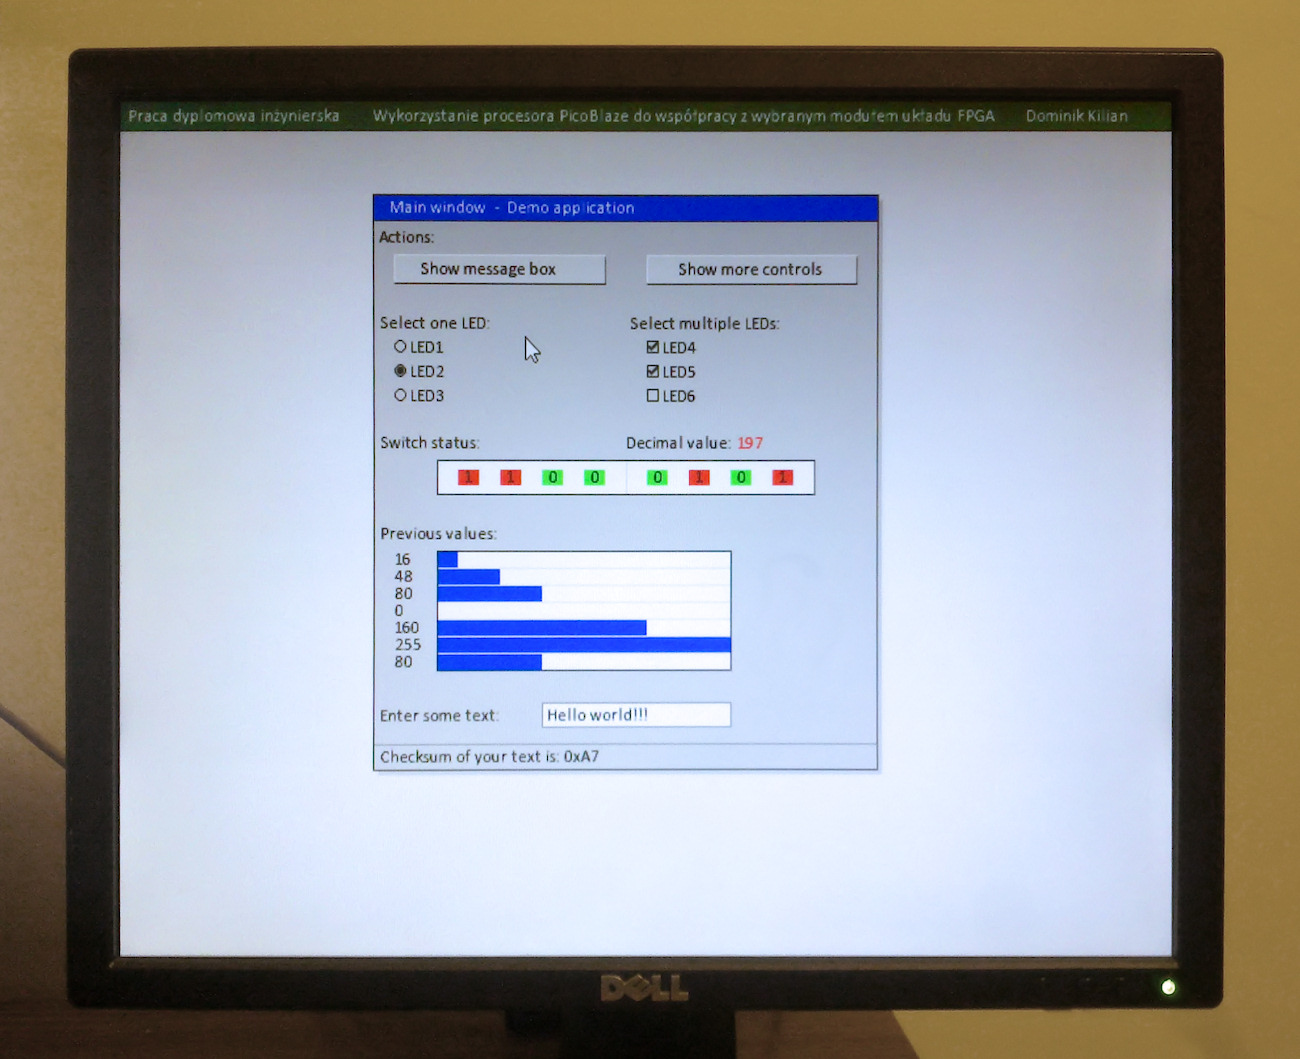 Praca dyplomowa inżynierska Wykorzystanie procesora PicoBlaze do współpracy z wybranym modułem układu FPGA Dominik Kilian
Main window - Demo application
Actions:
Show message box Show more controls
Select one LED: Select multiple LEDs:
LED1 LED4
LED2 LED5
LED3 LED6
Switch status: Decimal value: 197
1 1 0 0 0 1 0 1
Previous values:
16
48
80
0
160
255
80
Enter some text: Hello world!!!
Checksum of your text is: 0xA7
DELL